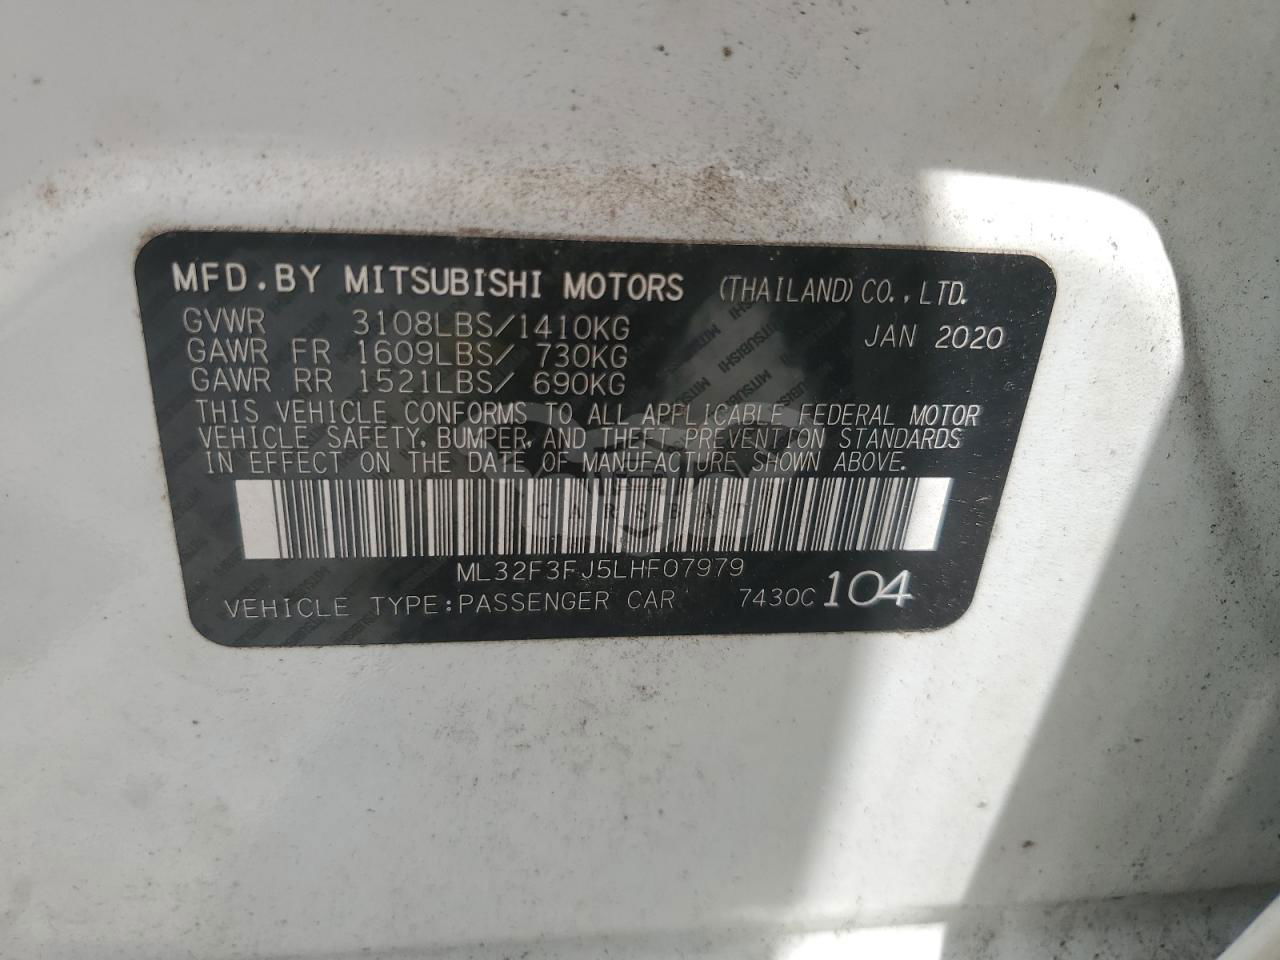 MFD.BY MITSUBISHI MOTORS (THAILAND) CO., LTD.
GVWR 3108LBS/1410KG JAN 2020
GAWR FR 1609LBS/ 730KG
GAWR RR 1521LBS/ 690KG
THIS VEHICLE CONFORMS TO ALL APPLICABLE FEDERAL MOTOR
VEHICLE SAFETY, BUMPER, AND THEFT PREVENTION STANDARDS
IN EFFECT ON THE DATE OF MANUFACTURE SHOWN ABOVE.
CARSBAC
ML32F3FJ5LHF07979
VEHICLE TYPE:PASSENGER CAR 7430C 104